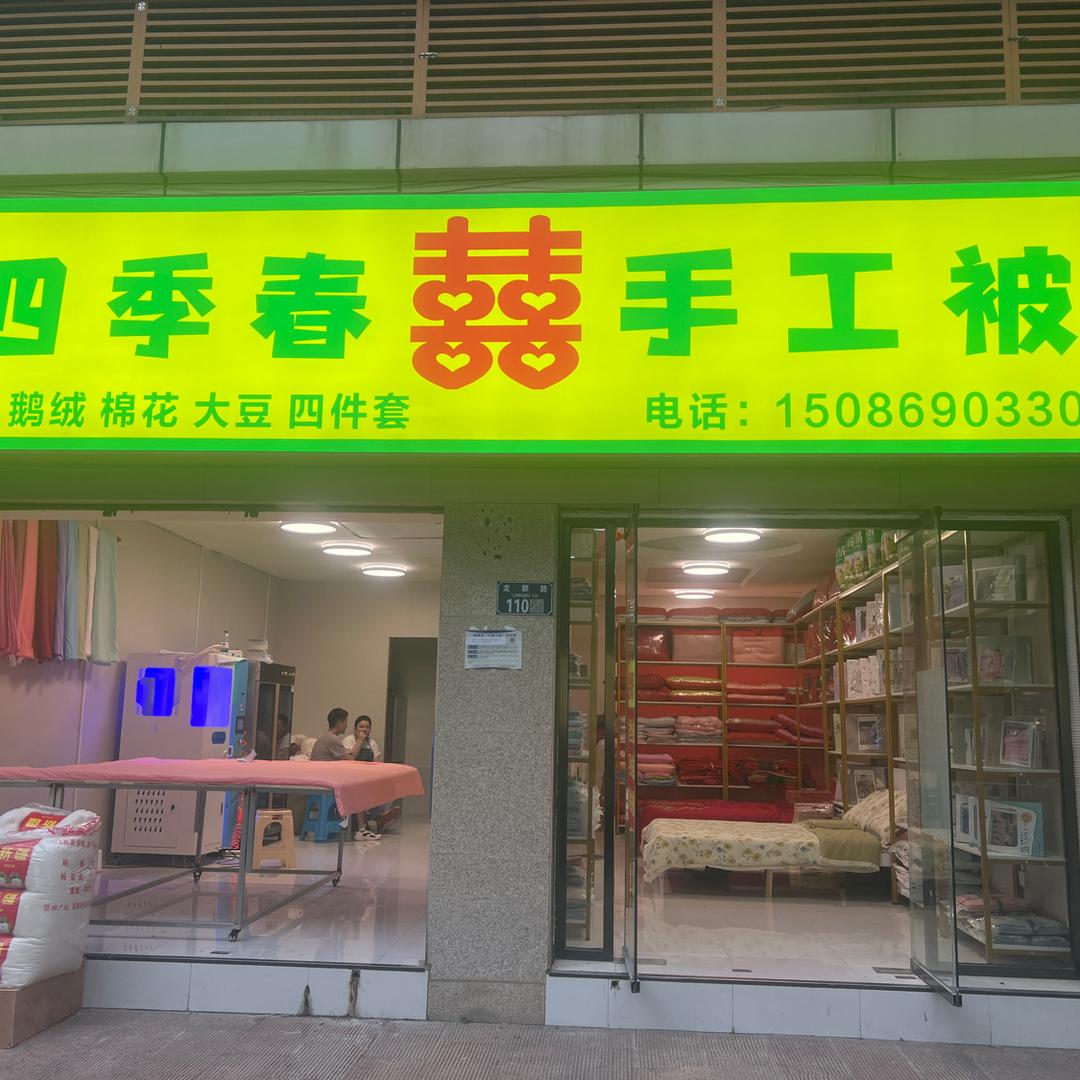 四季春囍手工被
鹅绒 棉花 大豆 四件套
电话：1508690330
龙都路
110
新疆